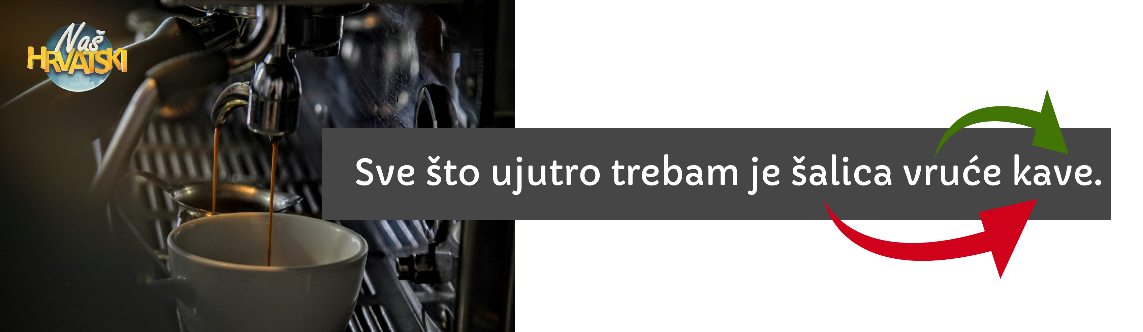 Naš
HRVATSKI
Sve što ujutro trebam je šalica vruće kave.